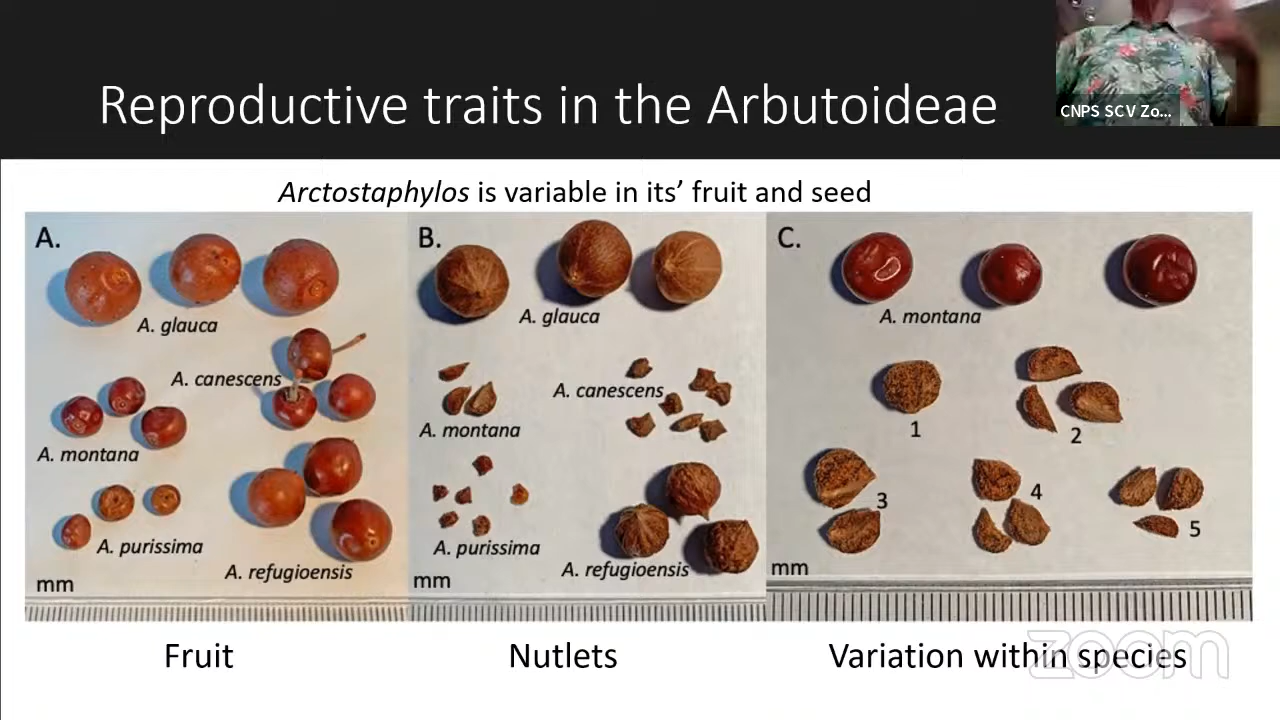 Reproductive traits in the Arbutoideae
CNPS SCV Zo...
Arctostaphylos is variable in its’ fruit and seed
A.
A. glauca
A. canescens
A. montana
A. purissima
A. refugioensis
mm
B.
A. glauca
A. canescens
A. montana
A. purissima
A. refugioensis
mm
C.
A. montana
1
2
3
4
5
mm
Fruit
Nutlets
Variation within species
zoom